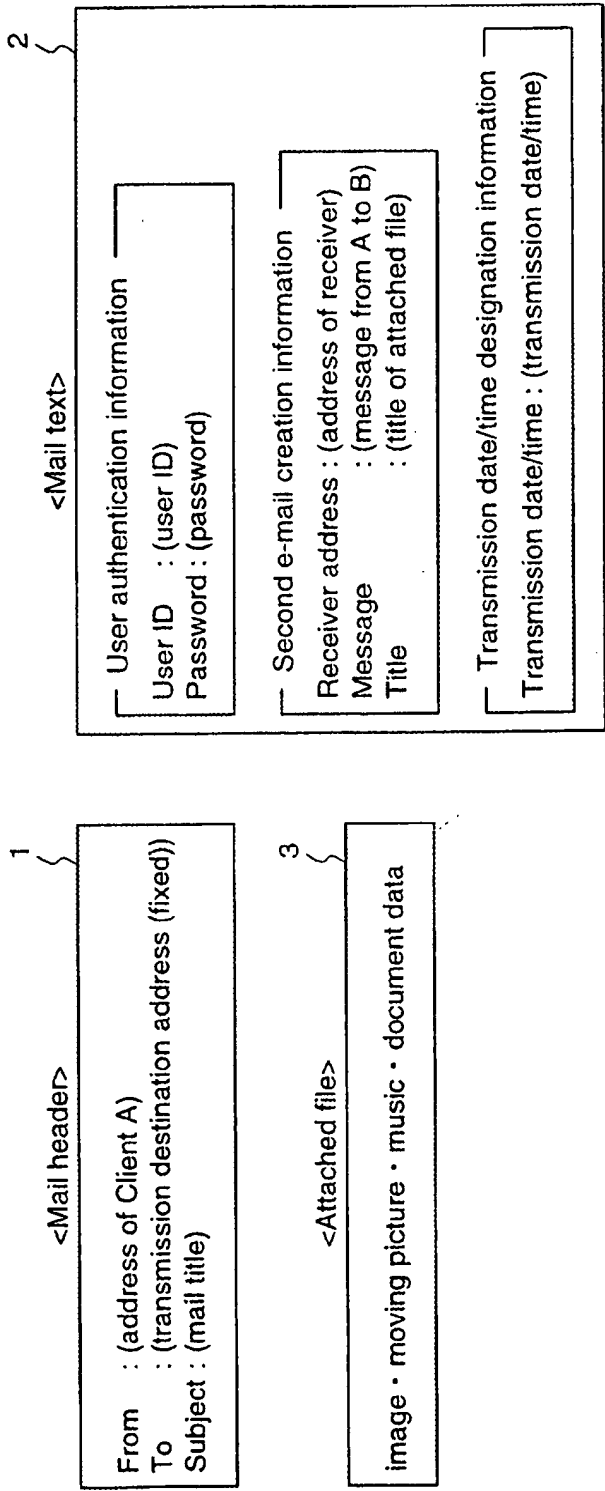 <Mail header>
1
From : (address of Client A)
To : (transmission destination address (fixed))
Subject : (mail title)
<Attached file>
3
image・moving picture・music・document data
<Mail text>
2
User authentication information
User ID : (user ID)
Password : (password)
Second e-mail creation information
Receiver address : (address of receiver)
Message : (message from A to B)
Title : (title of attached file)
Transmission date/time designation information
Transmission date/time : (transmission date/time)